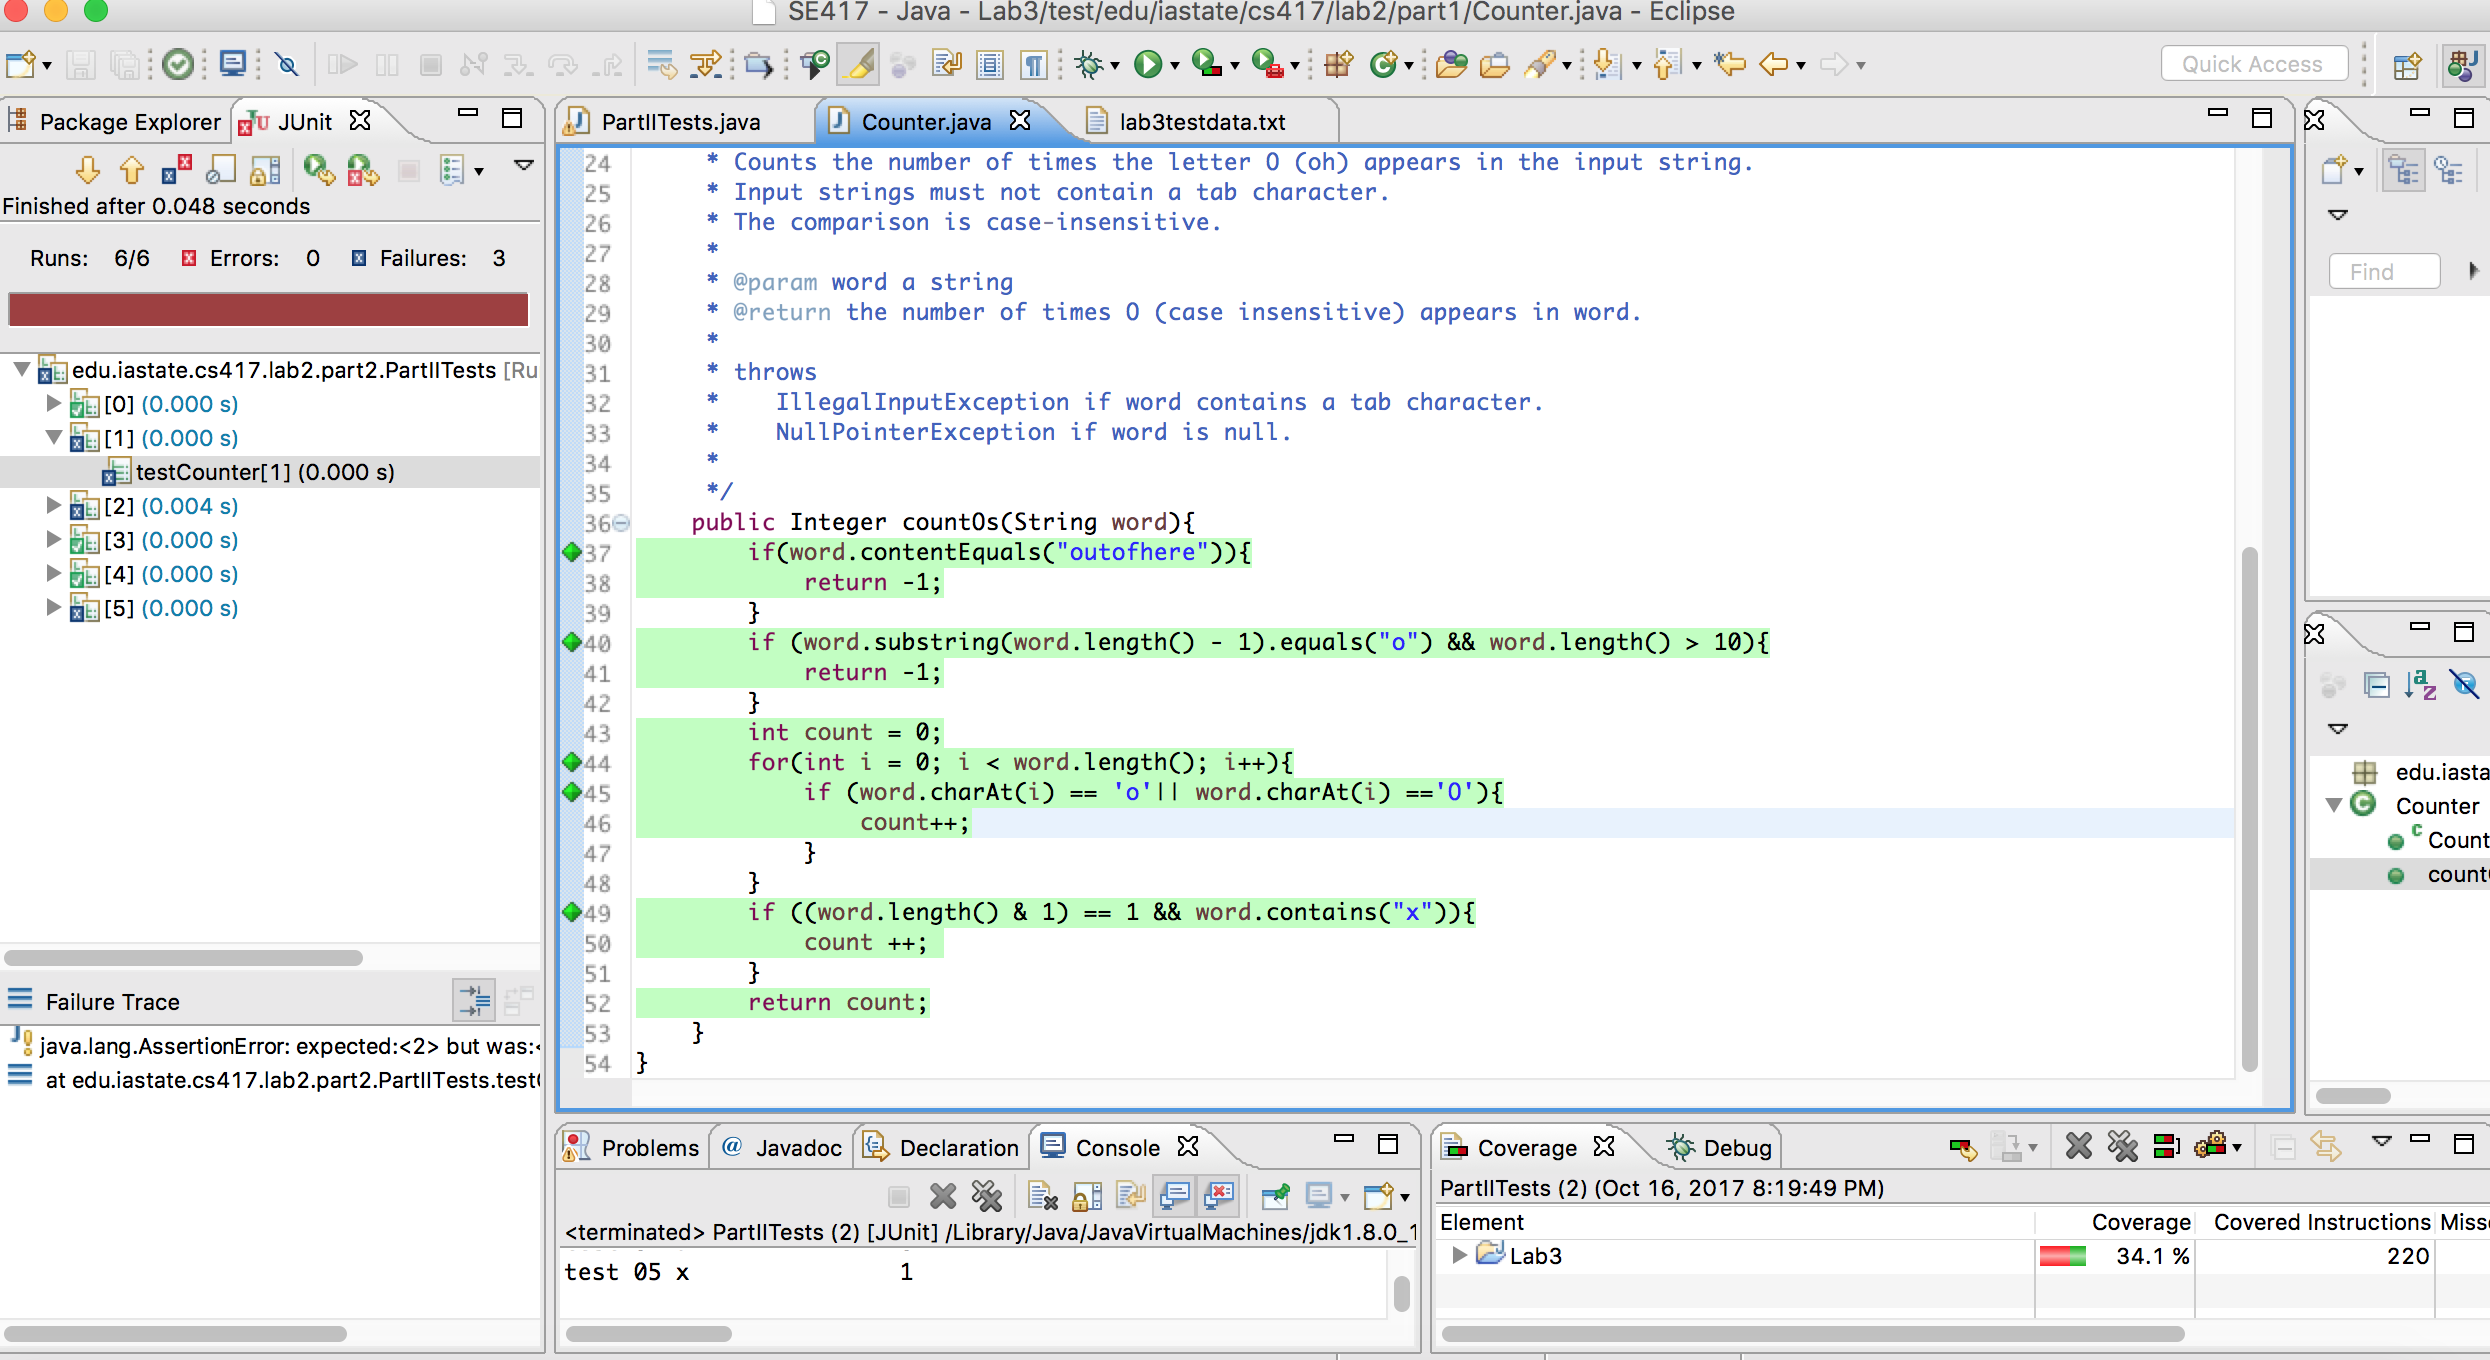 SE417 - Java - Lab3/test/edu/iastate/cs417/lab2/part1/Counter.java - Eclipse
Quick Access
Package Explorer
JUnit
Finished after 0.048 seconds
Runs: 6/6 Errors: 0 Failures: 3
edu.iastate.cs417.lab2.part2.PartIITests [Ru
[0] (0.000 s)
[1] (0.000 s)
testCounter[1] (0.000 s)
[2] (0.004 s)
[3] (0.000 s)
[4] (0.000 s)
[5] (0.000 s)
Failure Trace
java.lang.AssertionError: expected:<2> but was:<
at edu.iastate.cs417.lab2.part2.PartIITests.test
PartIITests.java
Counter.java
lab3testdata.txt
24 * Counts the number of times the letter O (oh) appears in the input string.
25 * Input strings must not contain a tab character.
26 * The comparison is case-insensitive.
27 *
28 * @param word a string
29 * @return the number of times O (case insensitive) appears in word.
30 *
31 * throws
32 * IllegalInputException if word contains a tab character.
33 * NullPointerException if word is null.
34 *
35 */
36 public Integer countOs(String word){
37 if(word.contentEquals("outofhere")){
38 return -1;
39 }
40 if (word.substring(word.length() - 1).equals("o") && word.length() > 10){
41 return -1;
42 }
43 int count = 0;
44 for(int i = 0; i < word.length(); i++){
45 if (word.charAt(i) == 'o'|| word.charAt(i) =='O'){
46 count++;
47 }
48 }
49 if ((word.length() & 1) == 1 && word.contains("x")){
50 count ++;
51 }
52 return count;
53 }
54 }
Find
edu.iasta
Counter
C Count
count
Problems
@ Javadoc
Declaration
Console
<terminated> PartIITests (2) [JUnit] /Library/Java/JavaVirtualMachines/jdk1.8.0_1
test 05 x 1
Coverage
Debug
PartIITests (2) (Oct 16, 2017 8:19:49 PM)
Element Coverage Covered Instructions Miss
Lab3 34.1 % 220